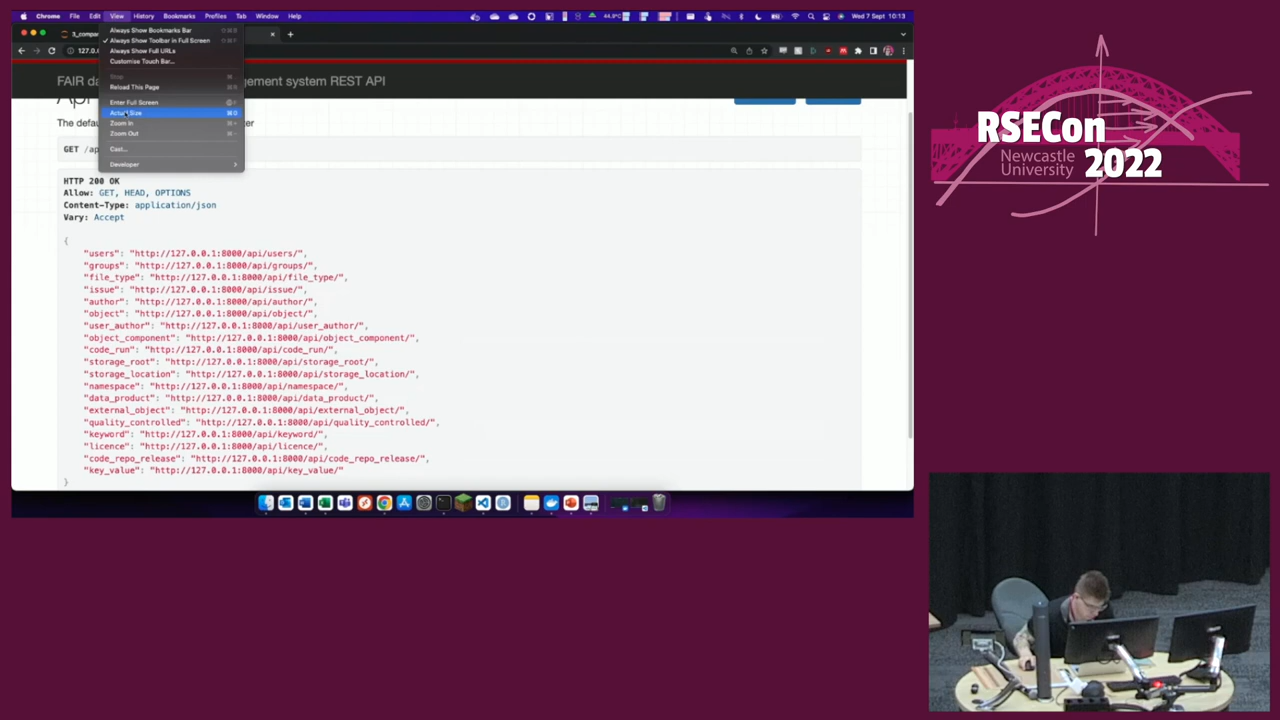 Chrome File Edit View History Bookmarks Profiles Tab Window Help
44.9°C
Wed 7 Sept 10:13
Always Show Bookmarks Bar
Always Show Toolbar in Full Screen
Always Show Full URLs
Customise Touch Bar...
Stop
Reload This Page
Enter Full Screen
Actual Size
Zoom In
Zoom Out
Cast...
Developer
3_compa
127.0.0
FAIR da
gement system REST API
The defau
GET /ap
HTTP 200 OK
Allow: GET, HEAD, OPTIONS
Content-Type: application/json
Vary: Accept
{
"users": "http://127.0.0.1:8000/api/users/",
"groups": "http://127.0.0.1:8000/api/groups/",
"file_type": "http://127.0.0.1:8000/api/file_type/",
"issue": "http://127.0.0.1:8000/api/issue/",
"author": "http://127.0.0.1:8000/api/author/",
"object": "http://127.0.0.1:8000/api/object/",
"user_author": "http://127.0.0.1:8000/api/user_author/",
"object_component": "http://127.0.0.1:8000/api/object_component/",
"code_run": "http://127.0.0.1:8000/api/code_run/",
"storage_root": "http://127.0.0.1:8000/api/storage_root/",
"storage_location": "http://127.0.0.1:8000/api/storage_location/",
"namespace": "http://127.0.0.1:8000/api/namespace/",
"data_product": "http://127.0.0.1:8000/api/data_product/",
"external_object": "http://127.0.0.1:8000/api/external_object/",
"quality_controlled": "http://127.0.0.1:8000/api/quality_controlled/",
"keyword": "http://127.0.0.1:8000/api/keyword/",
"licence": "http://127.0.0.1:8000/api/licence/",
"code_repo_release": "http://127.0.0.1:8000/api/code_repo_release/",
"key_value": "http://127.0.0.1:8000/api/key_value/"
}
RSECon
Newcastle
University
2022